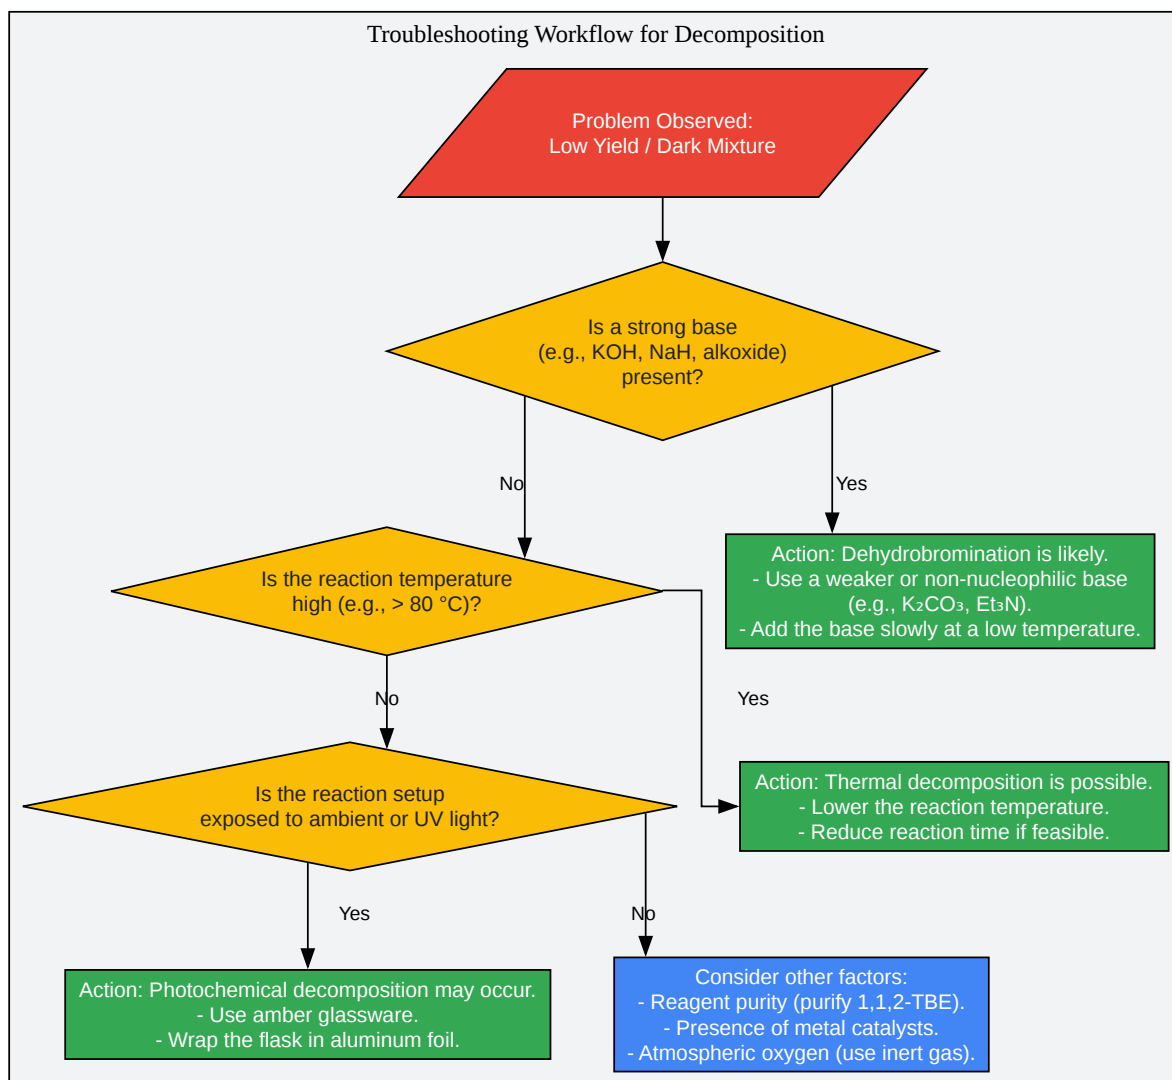 Troubleshooting Workflow for Decomposition
Problem Observed:
Low Yield / Dark Mixture
Is a strong base
(e.g., KOH, NaH, alkoxide)
present?
No
Yes
Is the reaction temperature
high (e.g., > 80 °C)?
Action: Dehydrobromination is likely.
- Use a weaker or non-nucleophilic base
(e.g., K₂CO₃, Et₃N).
- Add the base slowly at a low temperature.
No
Yes
Is the reaction setup
exposed to ambient or UV light?
Action: Thermal decomposition is possible.
- Lower the reaction temperature.
- Reduce reaction time if feasible.
Yes
No
Action: Photochemical decomposition may occur.
- Use amber glassware.
- Wrap the flask in aluminum foil.
Consider other factors:
- Reagent purity (purify 1,1,2-TBE).
- Presence of metal catalysts.
- Atmospheric oxygen (use inert gas).